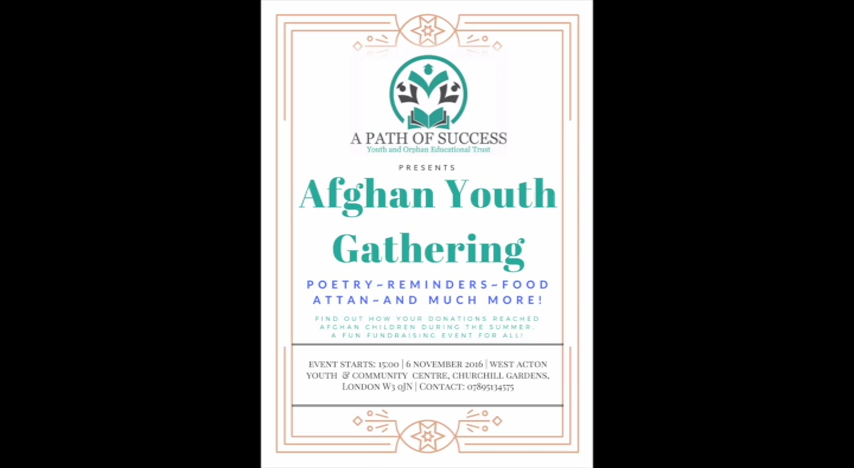 A PATH OF SUCCESS
Youth and Orphan Educational Trust
PRESENTS
Afghan Youth
Gathering
POETRY~REMINDERS~FOOD
ATTAN~AND MUCH MORE!
FIND OUT HOW YOUR DONATIONS REACHED
AFGHAN CHILDREN DURING THE SUMMER.
A FUN FUNDRAISING EVENT FOR ALL!
EVENT STARTS: 15:00 | 6 NOVEMBER 2016 | WEST ACTON
YOUTH & COMMUNITY CENTRE, CHURCHILL GARDENS,
LONDON W3 0JN | CONTACT: 07895134575